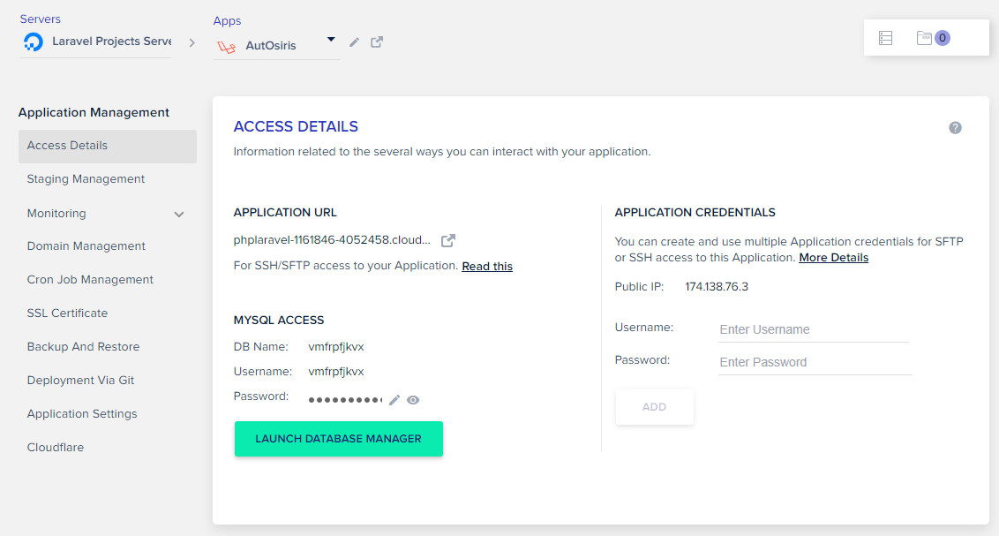 Servers
Laravel Projects Serve
Apps
AutOsiris
0
Application Management
Access Details
Staging Management
Monitoring
Domain Management
Cron Job Management
SSL Certificate
Backup And Restore
Deployment Via Git
Application Settings
Cloudflare
ACCESS DETAILS
?
Information related to the several ways you can interact with your application.
APPLICATION URL
phplaravel-1161846-4052458.cloud...
For SSH/SFTP access to your Application. Read this
MYSQL ACCESS
DB Name: vmfrpfjkvx
Username: vmfrpfjkvx
Password:
LAUNCH DATABASE MANAGER
APPLICATION CREDENTIALS
You can create and use multiple Application credentials for SFTP
or SSH access to this Application. More Details
Public IP: 174.138.76.3
Username: Enter Username
Password: Enter Password
ADD